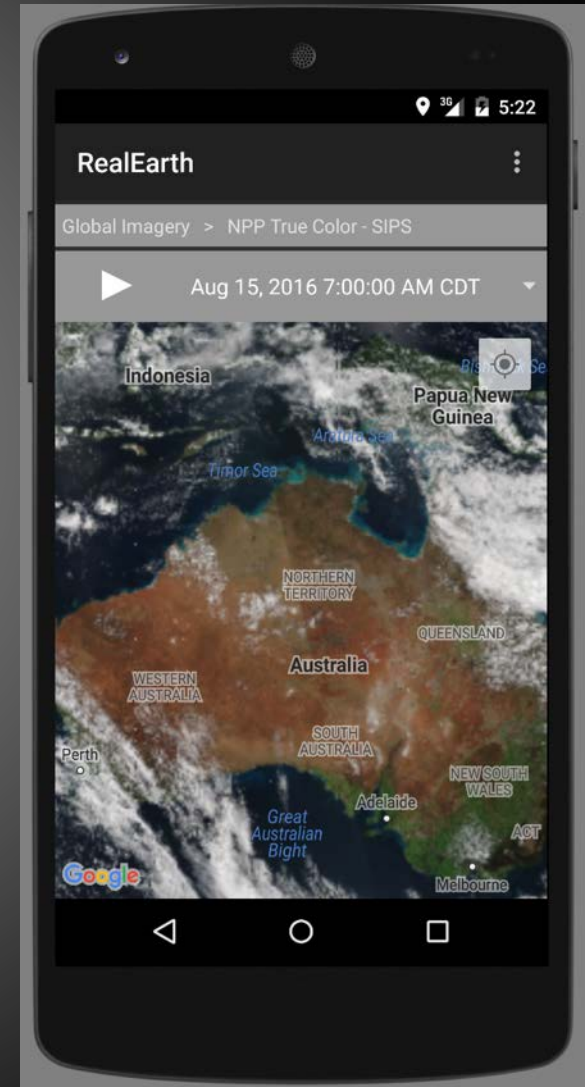 3G 5:22
RealEarth
Global Imagery > NPP True Color - SIPS
Aug 15, 2016 7:00:00 AM CDT
Indonesia
Papua New
Guinea
Arafura Sea
Timor Sea
NORTHERN
TERRITORY
QUEENSLAND
Australia
WESTERN
AUSTRALIA
SOUTH
AUSTRALIA
Perth
NEW SOUTH
WALES
Adelaide
Great
Australian
Bight
ACT
Google
Melbourne